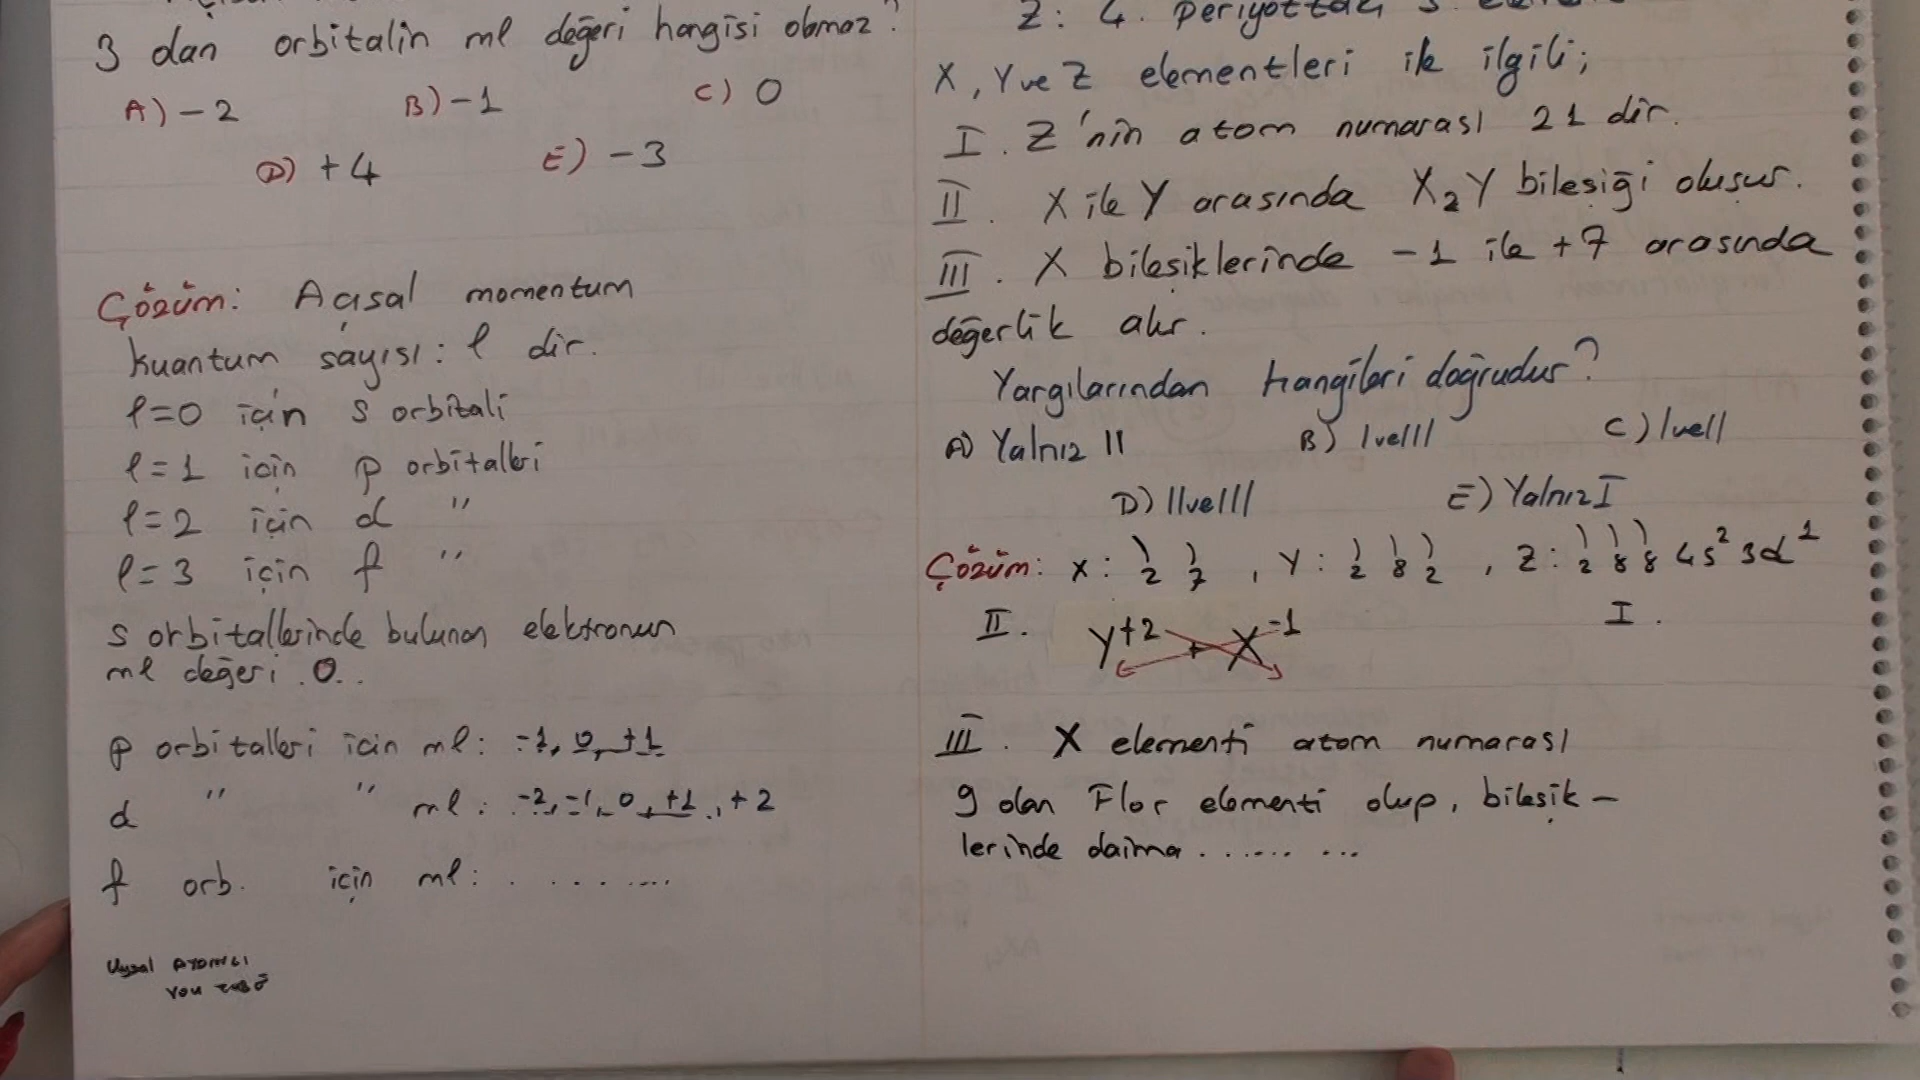 3 dan orbitalin ml değeri hangisi olmaz?
A) -2 B) -1 C) 0
D) +4 E) -3
Çözüm: Açısal momentum
kuantum sayısı: l dir.
l=0 için s orbitali
l=1 için p orbitalleri
l=2 için d "
l=3 için f "
s orbitallerinde bulunan elektronun
ml değeri .0..
p orbitalleri için ml: -1, 0, +1
d " " ml: -2, -1, 0, +1, +2
f orb. için ml: . . . . . . . .
Uysal AYDINCI
Z: 4. periyottaki 3.
X, Y ve Z elementleri ile ilgili;
I. Z'nin atom numarası 21 dir.
II. X ile Y arasında X₂Y bileşiği oluşur.
III. X bileşiklerinde -1 ile +7 arasında
değerlik alır.
Yargılarından hangileri doğrudur?
A) Yalnız II B) I ve III C) I ve II
D) II ve III E) Yalnız I
Çözüm: X: ) ) 2 7 , Y: ) ) ) 2 8 2 , Z: ) ) ) 2 8 8 4s² 3d¹
II. Y⁺² + X⁻¹ I.
III. X elementi atom numarası
9 olan Flor elementi olup, bileşik-
lerinde daima . . . . . . . . .